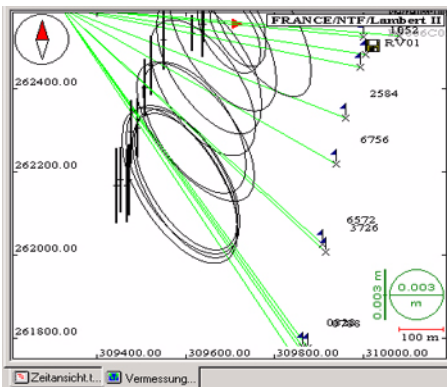 FRANCE/NTF/Lambert II
1052
RV01
262400.00
2584
262200.00
6756
6572
3726
262000.00
0.003
m
0.003 m
261800.00
100 m
309400.00
309600.00
309800.00
310000.00
Zeitansicht.t...
Vermessung...